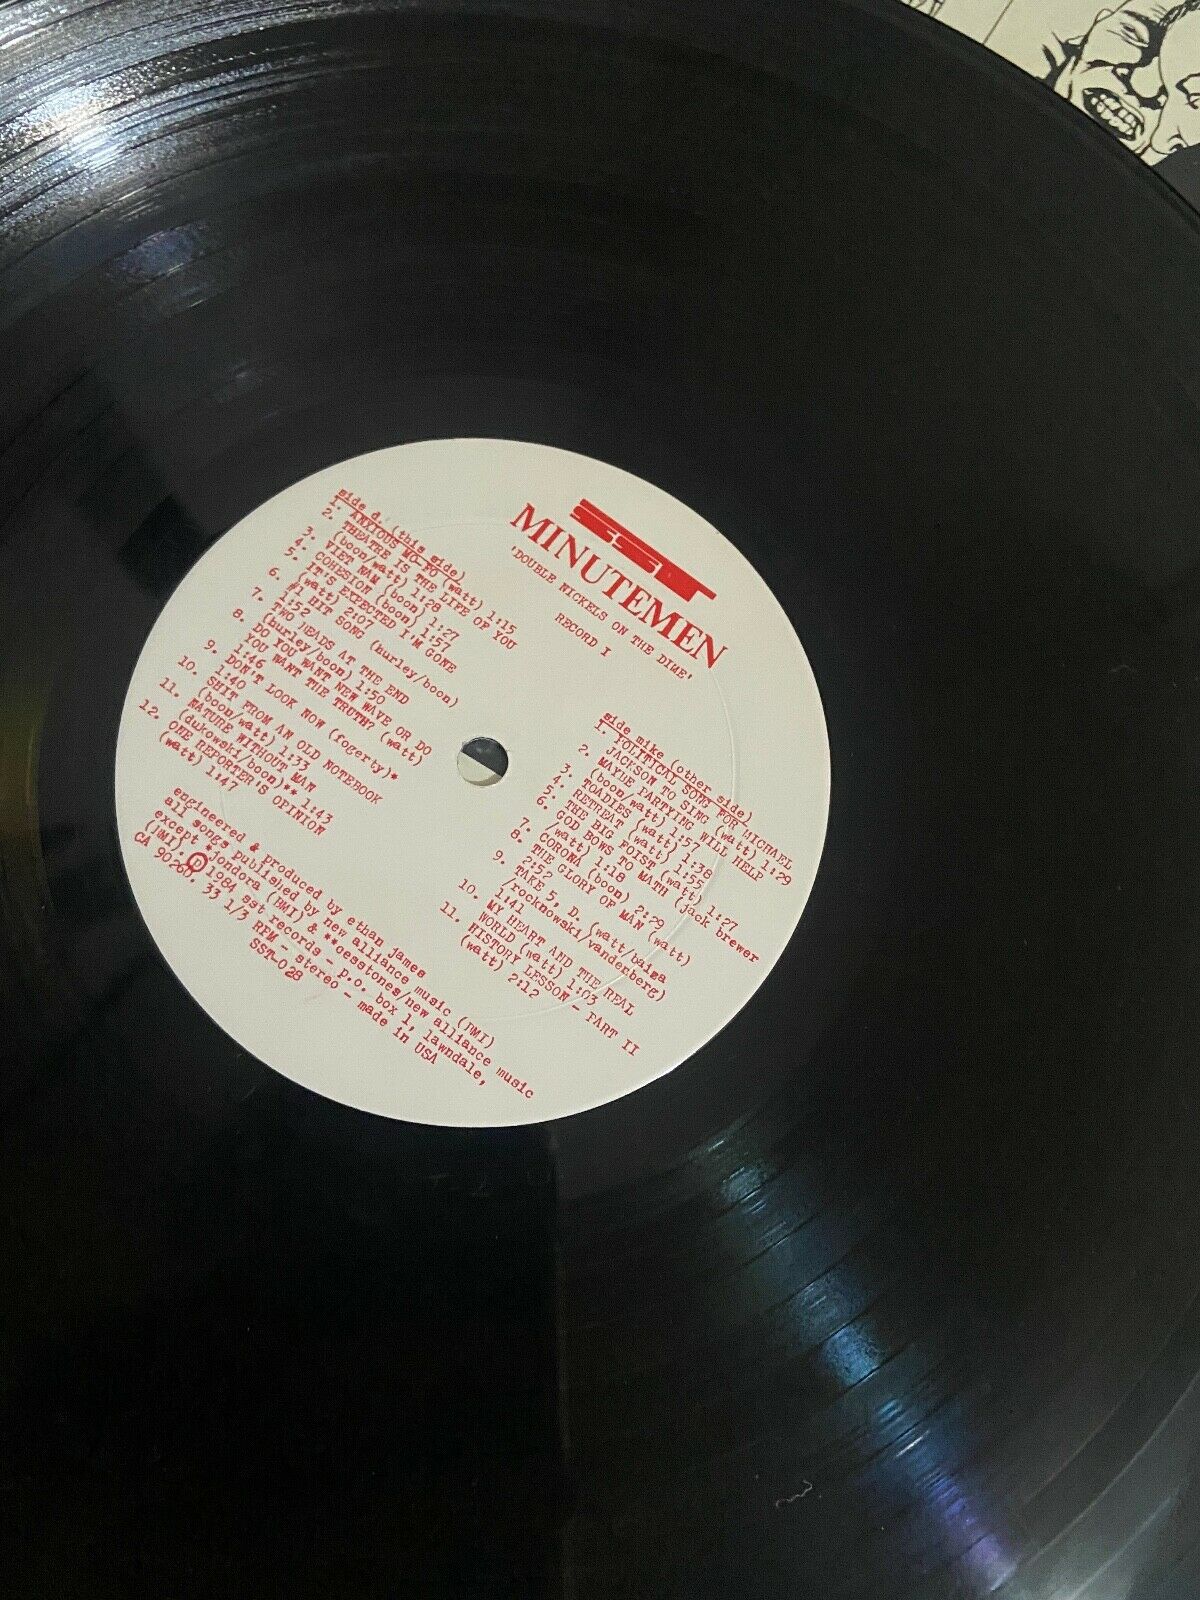 SST
MINUTEMEN
'DOUBLE NICKELS ON THE DIME'
RECORD I
side d. (this side)
1. ANXIOUS MO-FO (watt) 1:15
2. THEATRE IS THE LIFE OF YOU
(boon/watt) 1:28
3. VIET NAM (boon) 1:27
4. COHESION (boon) 1:57
5. IT'S EXPECTED I'M GONE
(watt) 2:07
6. #1 HIT SONG (hurley/boon)
1:52
7. TWO HEADS AT THE END
(hurley/boon) 1:50
8. DO YOU WANT NEW WAVE OR DO
YOU WANT THE TRUTH? (watt)
1:46
9. DON'T LOOK NOW (fogerty)*
1:40
10. SHIT FROM AN OLD NOTEBOOK
(boon/watt) 1:33
11. NATURE WITHOUT MAN
(dukowski/boon)** 1:43
12. ONE REPORTER'S OPINION
(watt) 1:47
side mike (other side)
1. POLITICAL SONG FOR MICHAEL
JACKSON TO SING (watt) 1:29
2. MAYBE PARTYING WILL HELP
(boon/watt) 1:57
3. TOADIES (watt) 1:38
4. RETREAT (watt) 1:55
5. THE BIG FOIST (watt) 1:27
6. GOD BOWS TO MATH (jack brewer
/watt) 1:18
7. CORONA (boon) 2:29
8. THE GLORY OF MAN (watt)
2:52
9. TAKE 5, D. (watt/baiza
/rocknowski/vanderberg)
1:41
10. MY HEART AND THE REAL
WORLD (watt) 1:03
11. HISTORY LESSON - PART II
(watt) 2:12
engineered & produced by ethan james
all songs published by new alliance music (BMI)
except *jondora (BMI) & **cesstones/new alliance music
(BMI). Ⓟ 1984 sst records - p.o. box 1, lawndale,
CA 90260. 33 1/3 RPM - stereo - made in USA
SST-028